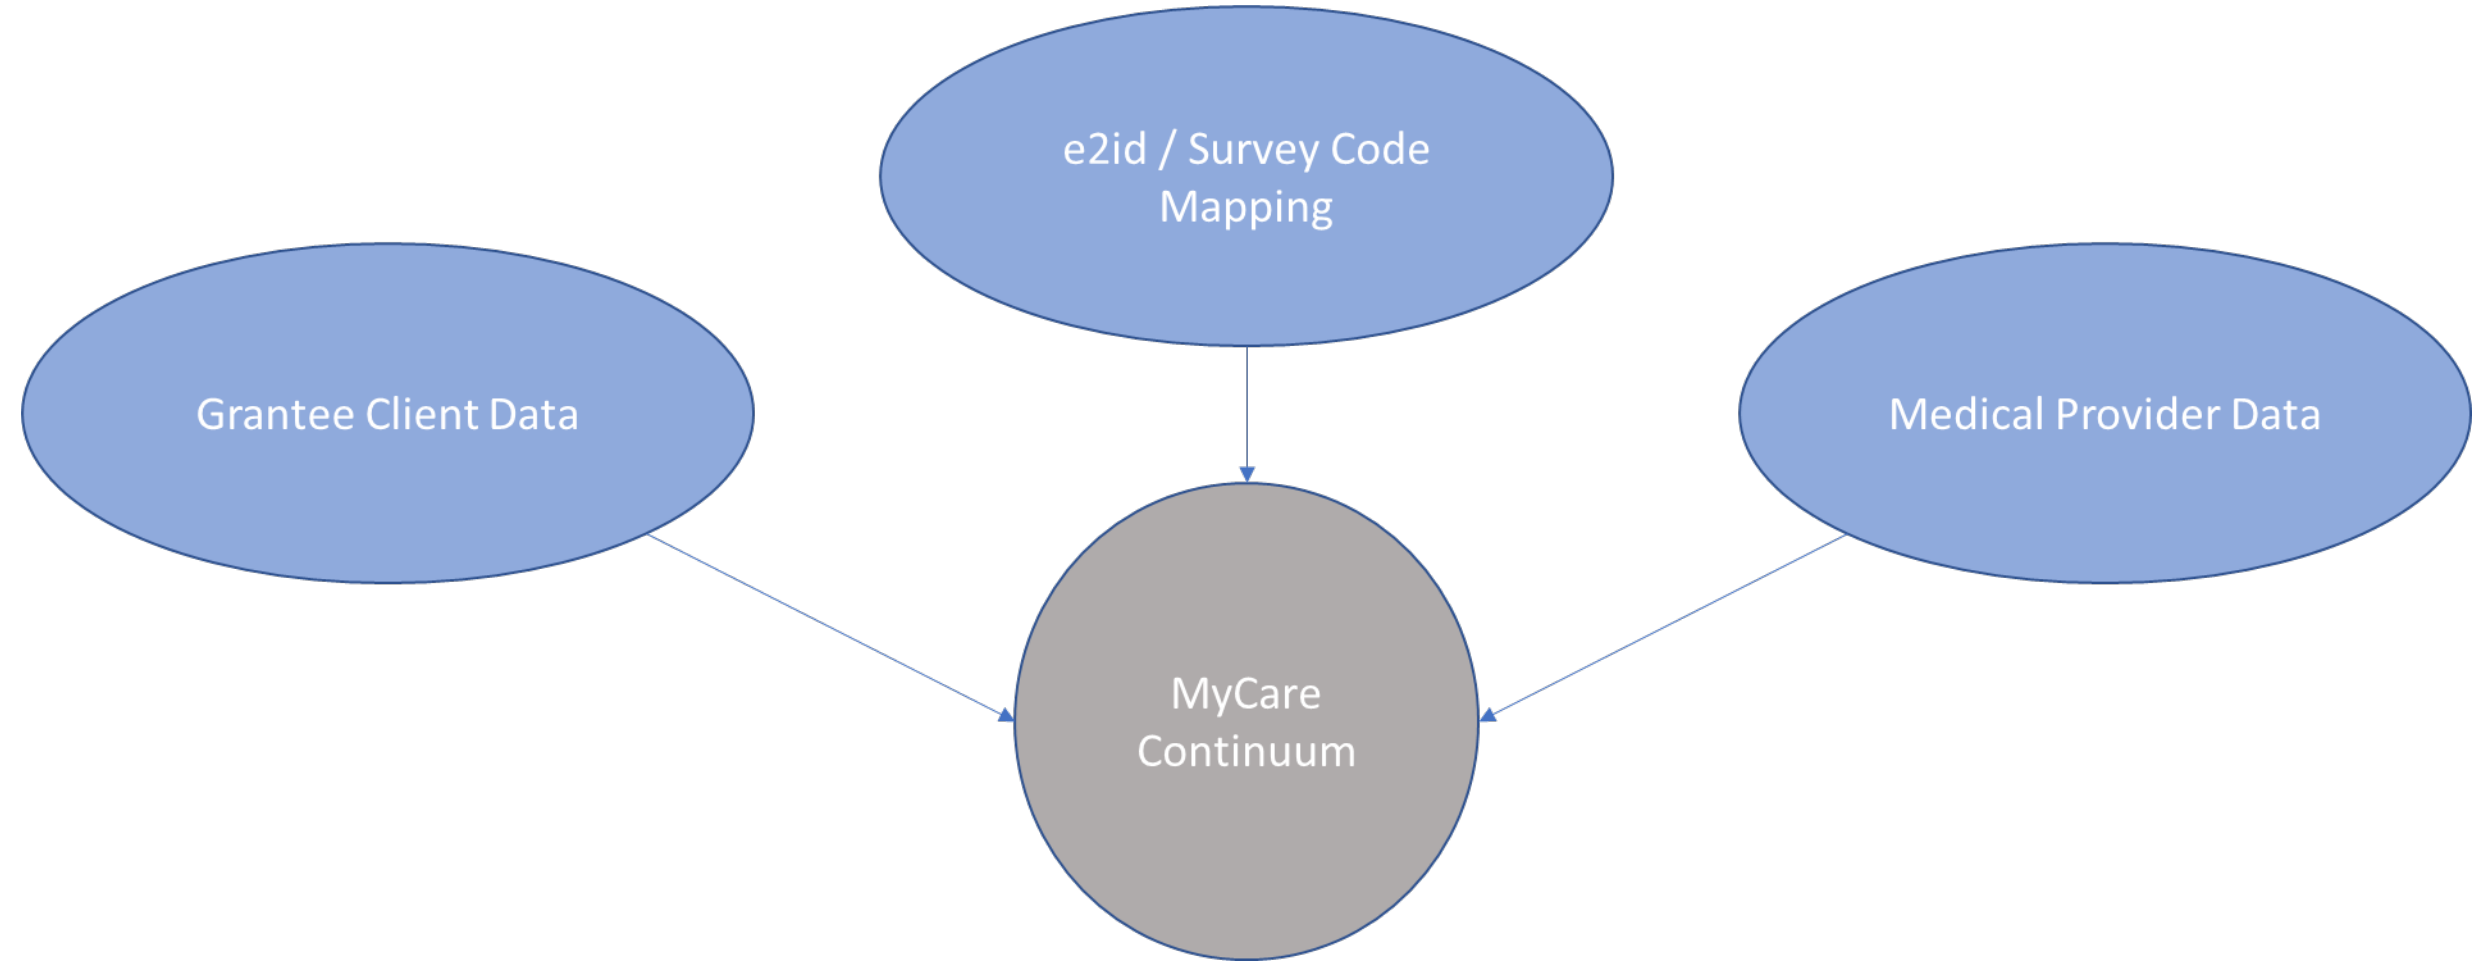 e2id / Survey Code
Mapping
Grantee Client Data
Medical Provider Data
MyCare
Continuum